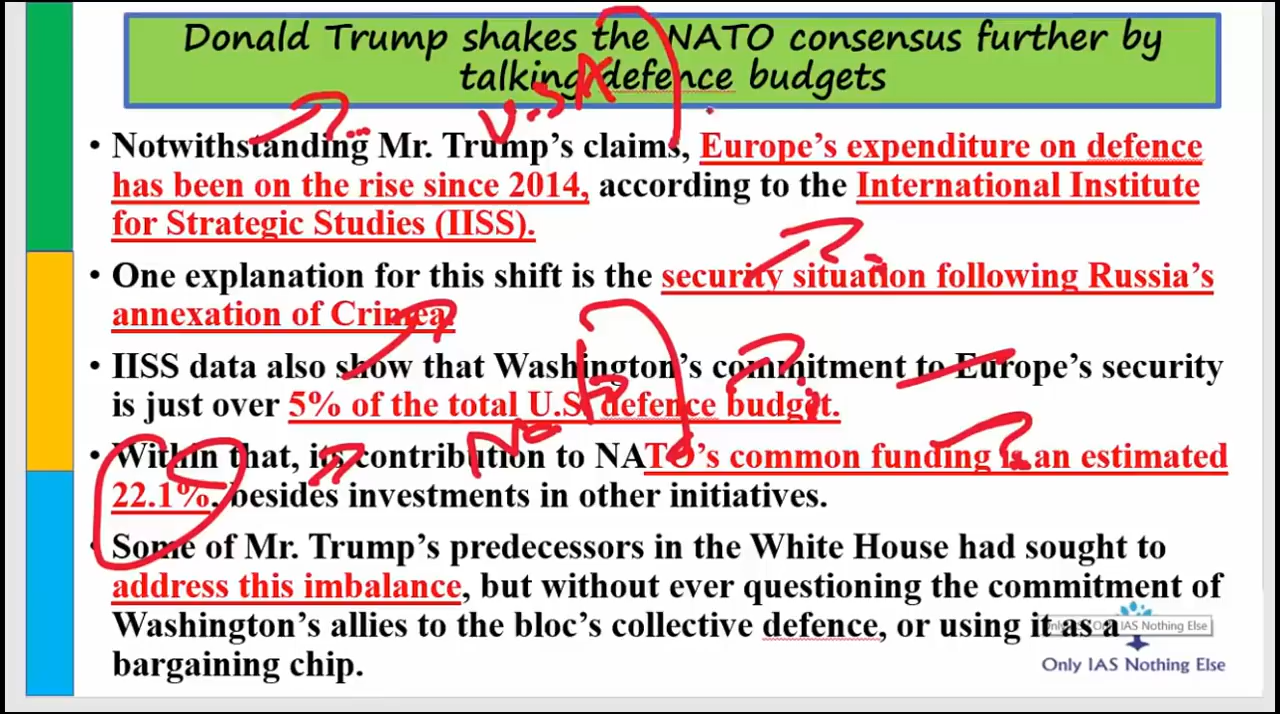 Donald Trump shakes the NATO consensus further by
talking defence budgets
U.S.A
• Notwithstanding Mr. Trump's claims, Europe's expenditure on defence
has been on the rise since 2014, according to the International Institute
for Strategic Studies (IISS).
• One explanation for this shift is the security situation following Russia's
annexation of Crimea.
• IISS data also show that Washington's commitment to Europe's security
is just over 5% of the total U.S. defence budget.
• Within that, its contribution to NATO's common funding is an estimated
22.1%, besides investments in other initiatives.
• Some of Mr. Trump's predecessors in the White House had sought to
address this imbalance, but without ever questioning the commitment of
Washington's allies to the bloc's collective defence, or using it as a
bargaining chip.
IAS Nothing Else
Only IAS Nothing Else